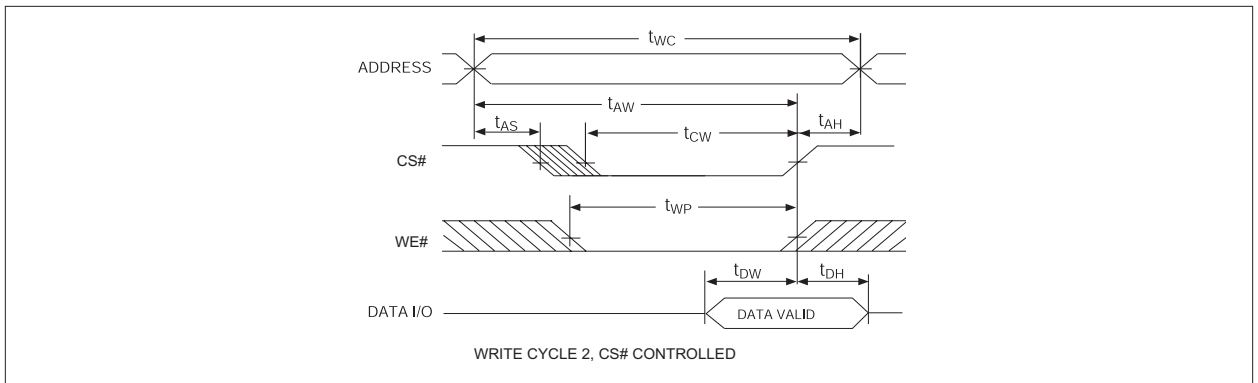 tWC
ADDRESS
tAW
tAS
tCW
tAH
CS#
tWP
WE#
tDW
tDH
DATA I/O
DATA VALID
WRITE CYCLE 2, CS# CONTROLLED